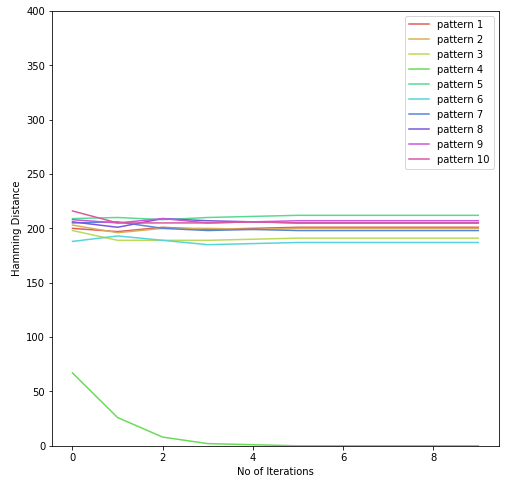 400
350
300
250
200
150
100
50
0
Hamming Distance
pattern 1
pattern 2
pattern 3
pattern 4
pattern 5
pattern 6
pattern 7
pattern 8
pattern 9
pattern 10
0 2 4 6 8
No of Iterations